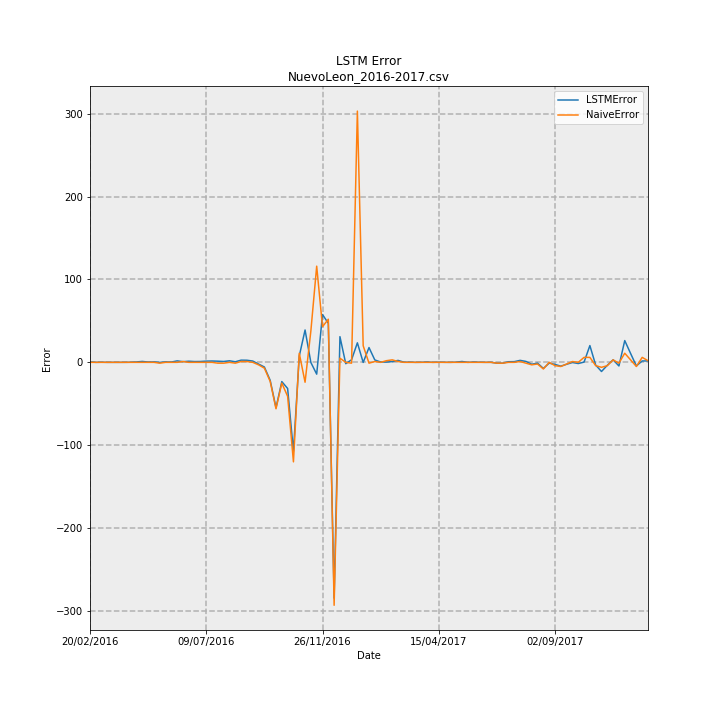 LSTM Error
NuevoLeon_2016-2017.csv
LSTMError
NaiveError
300
200
100
0
−100
−200
−300
Error
20/02/2016
09/07/2016
26/11/2016
15/04/2017
02/09/2017
Date